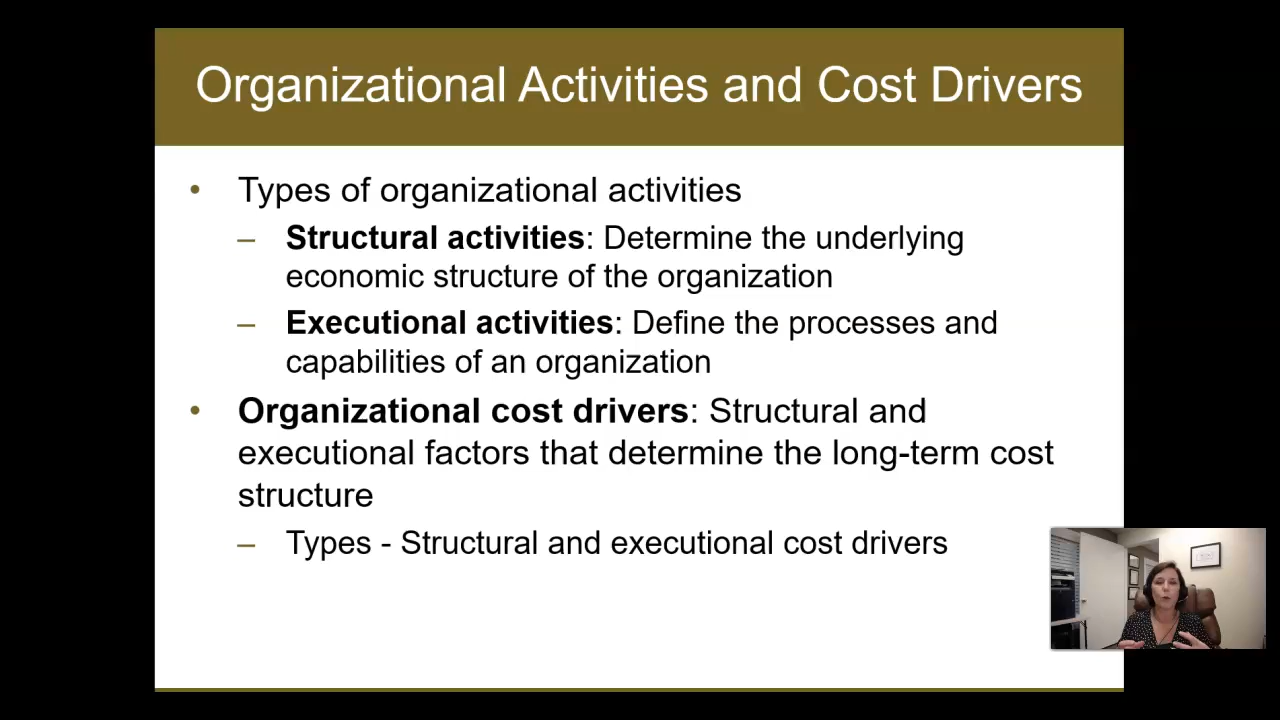 Organizational Activities and Cost Drivers
• Types of organizational activities
– Structural activities: Determine the underlying
economic structure of the organization
– Executional activities: Define the processes and
capabilities of an organization
• Organizational cost drivers: Structural and
executional factors that determine the long-term cost
structure
– Types - Structural and executional cost drivers